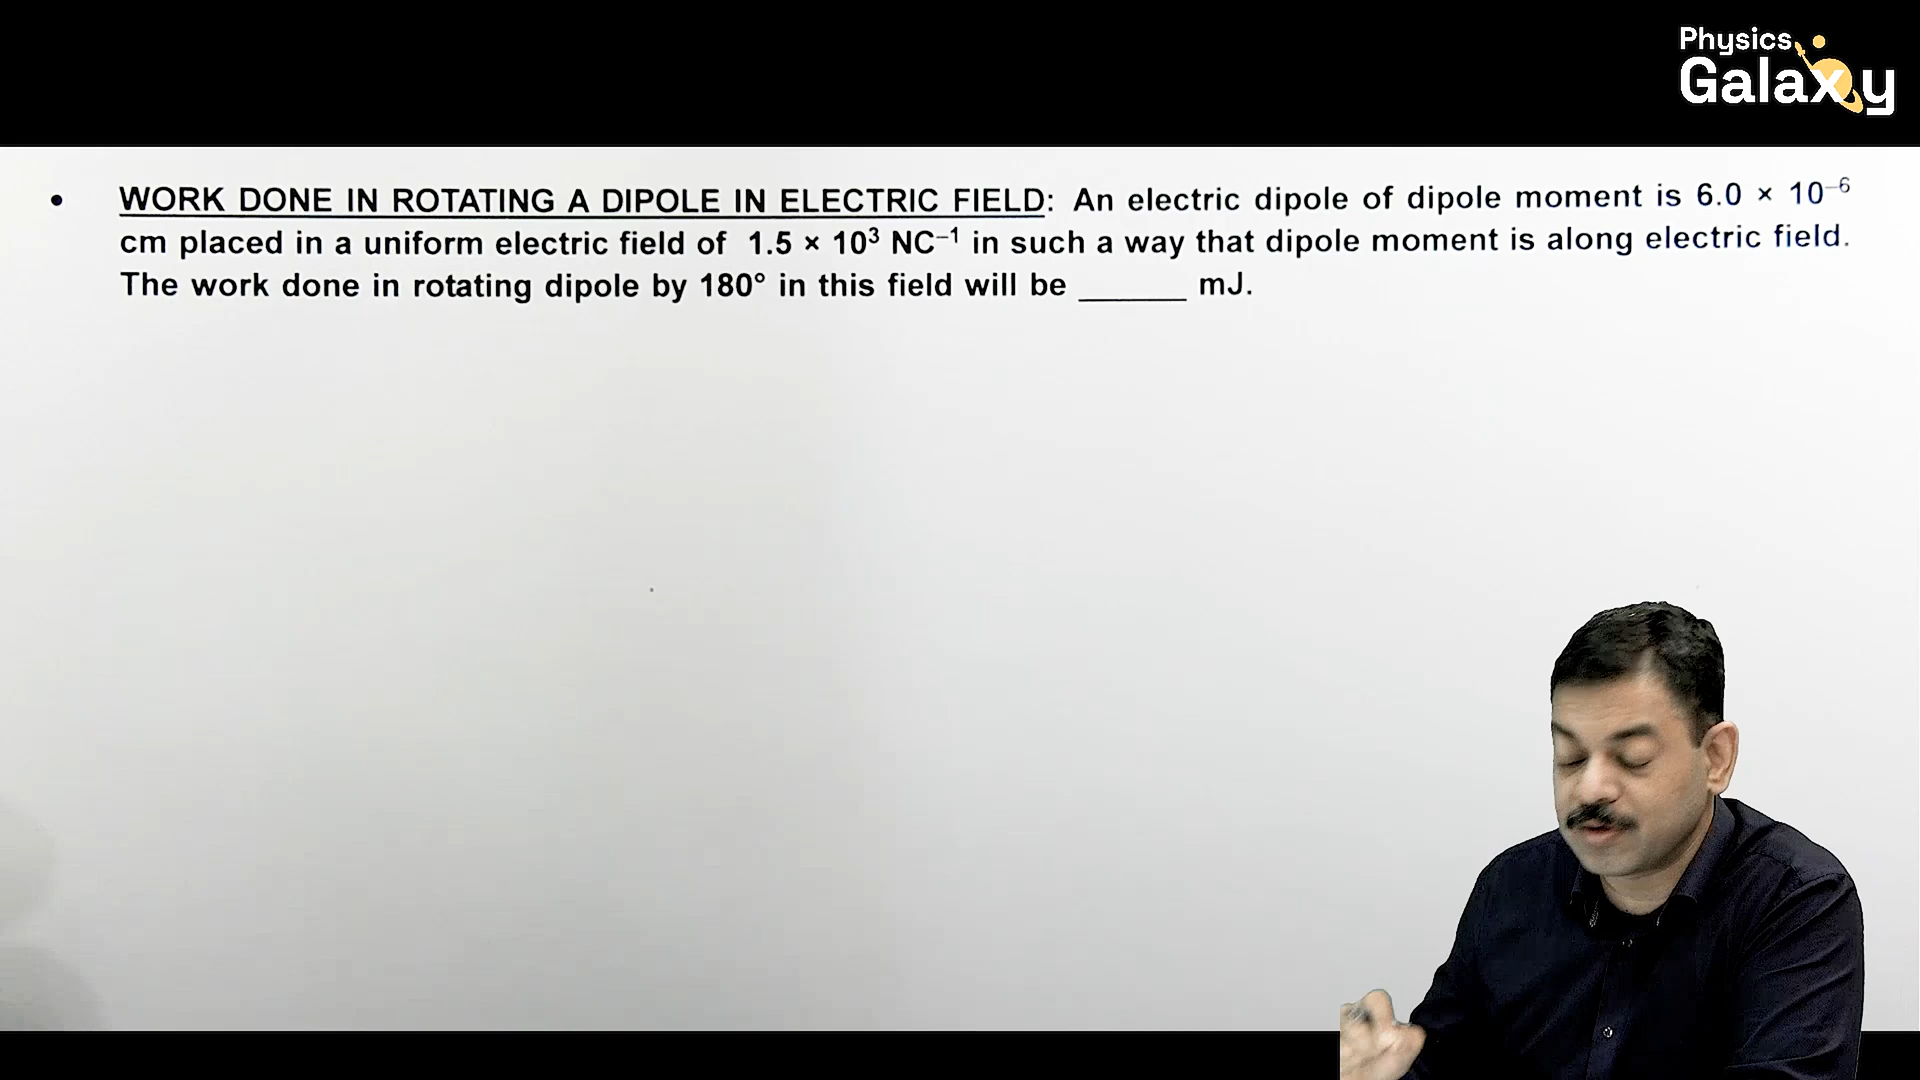 Physics
Galaxy
• WORK DONE IN ROTATING A DIPOLE IN ELECTRIC FIELD: An electric dipole of dipole moment is 6.0 × 10⁻⁶
cm placed in a uniform electric field of 1.5 × 10³ NC⁻¹ in such a way that dipole moment is along electric field.
The work done in rotating dipole by 180° in this field will be ______ mJ.